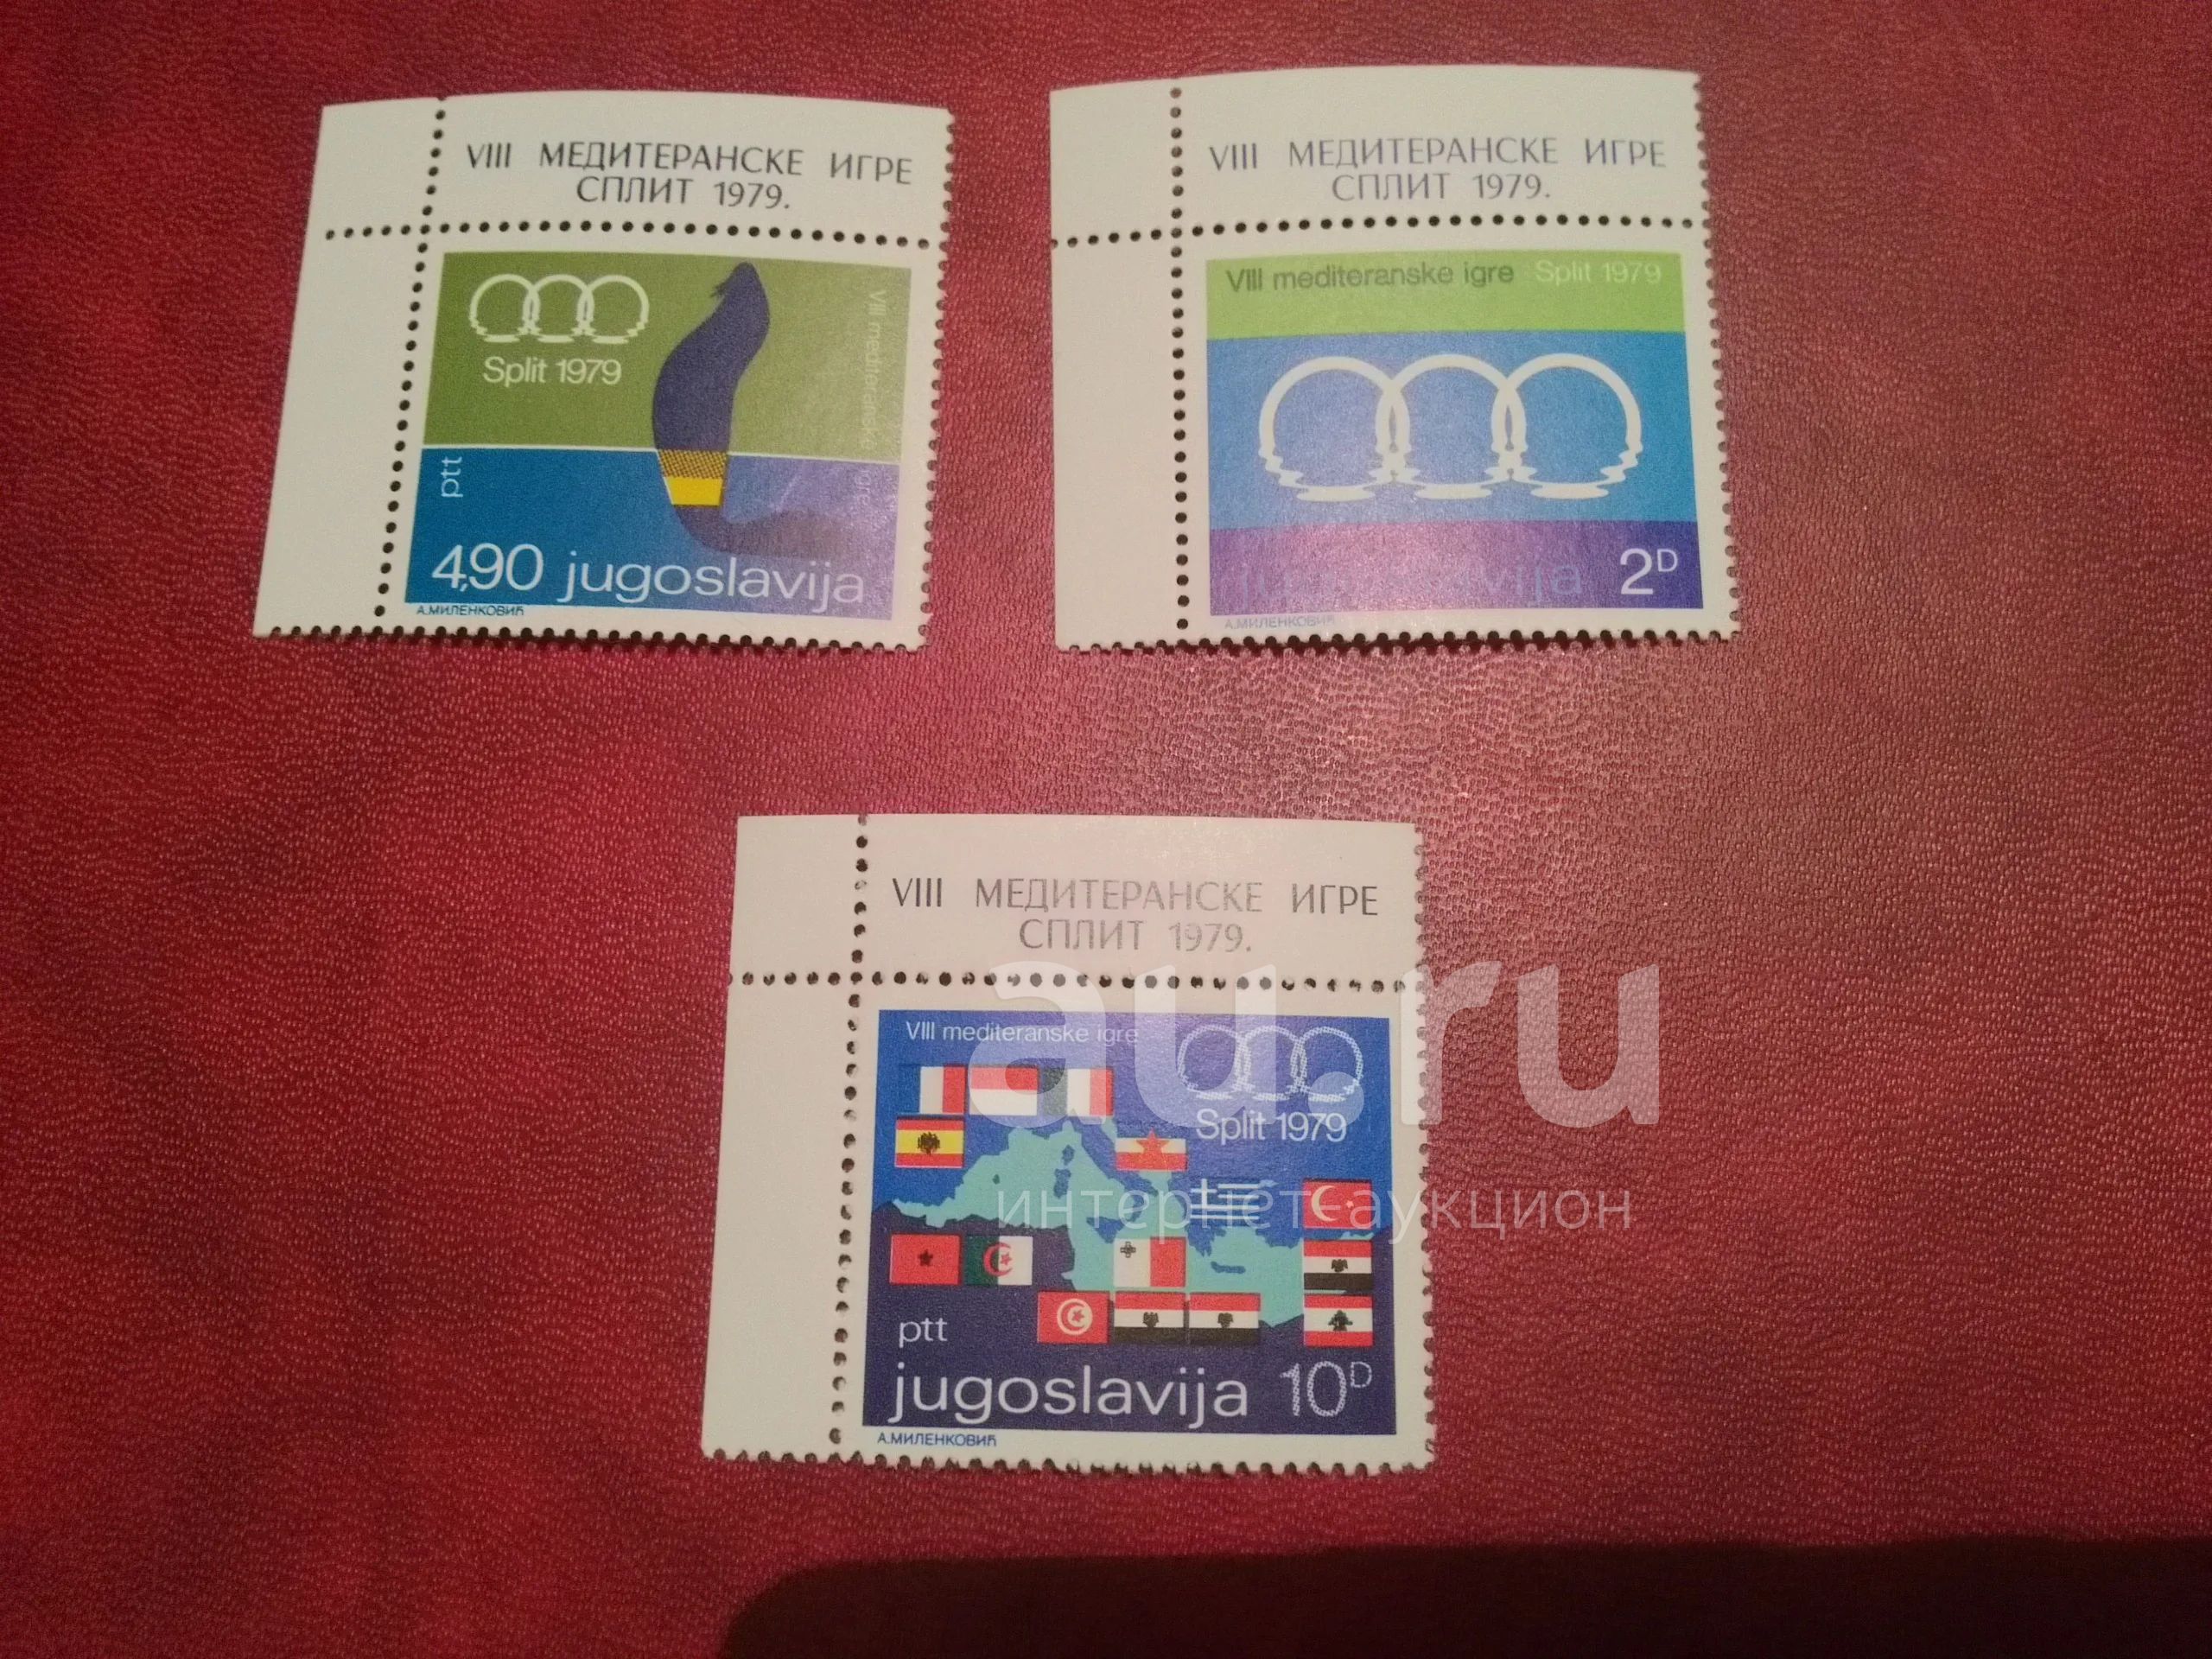 VIII МЕДИТЕРАНСКЕ ИГРЕ
СПЛИТ 1979.
Split 1979
VIII mediteranske igre
ptt
4,90 jugoslavija
А.МИЛЕНКОВИЋ
VIII МЕДИТЕРАНСКЕ ИГРЕ
СПЛИТ 1979.
VIII mediteranske igre Split 1979
jugoslavija 2D
А.МИЛЕНКОВИЋ
VIII МЕДИТЕРАНСКЕ ИГРЕ
СПЛИТ 1979.
VIII mediteranske igre
Split 1979
ptt
jugoslavija 10D
А.МИЛЕНКОВИЋ
au.ru
интернет-аукцион